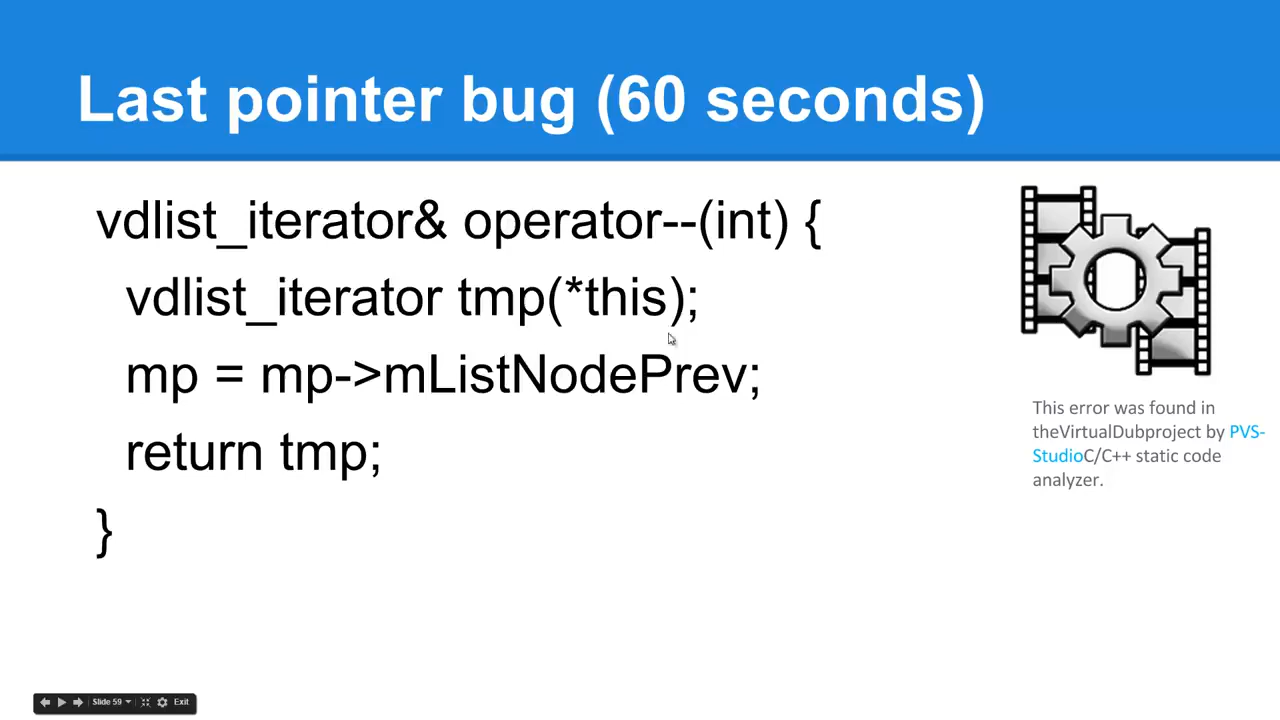 Last pointer bug (60 seconds)
vdlist_iterator& operator--(int) {
vdlist_iterator tmp(*this);
mp = mp->mListNodePrev;
return tmp;
}
This error was found in
theVirtualDubproject by PVS-
StudioC/C++ static code
analyzer.
Slide 59
Exit